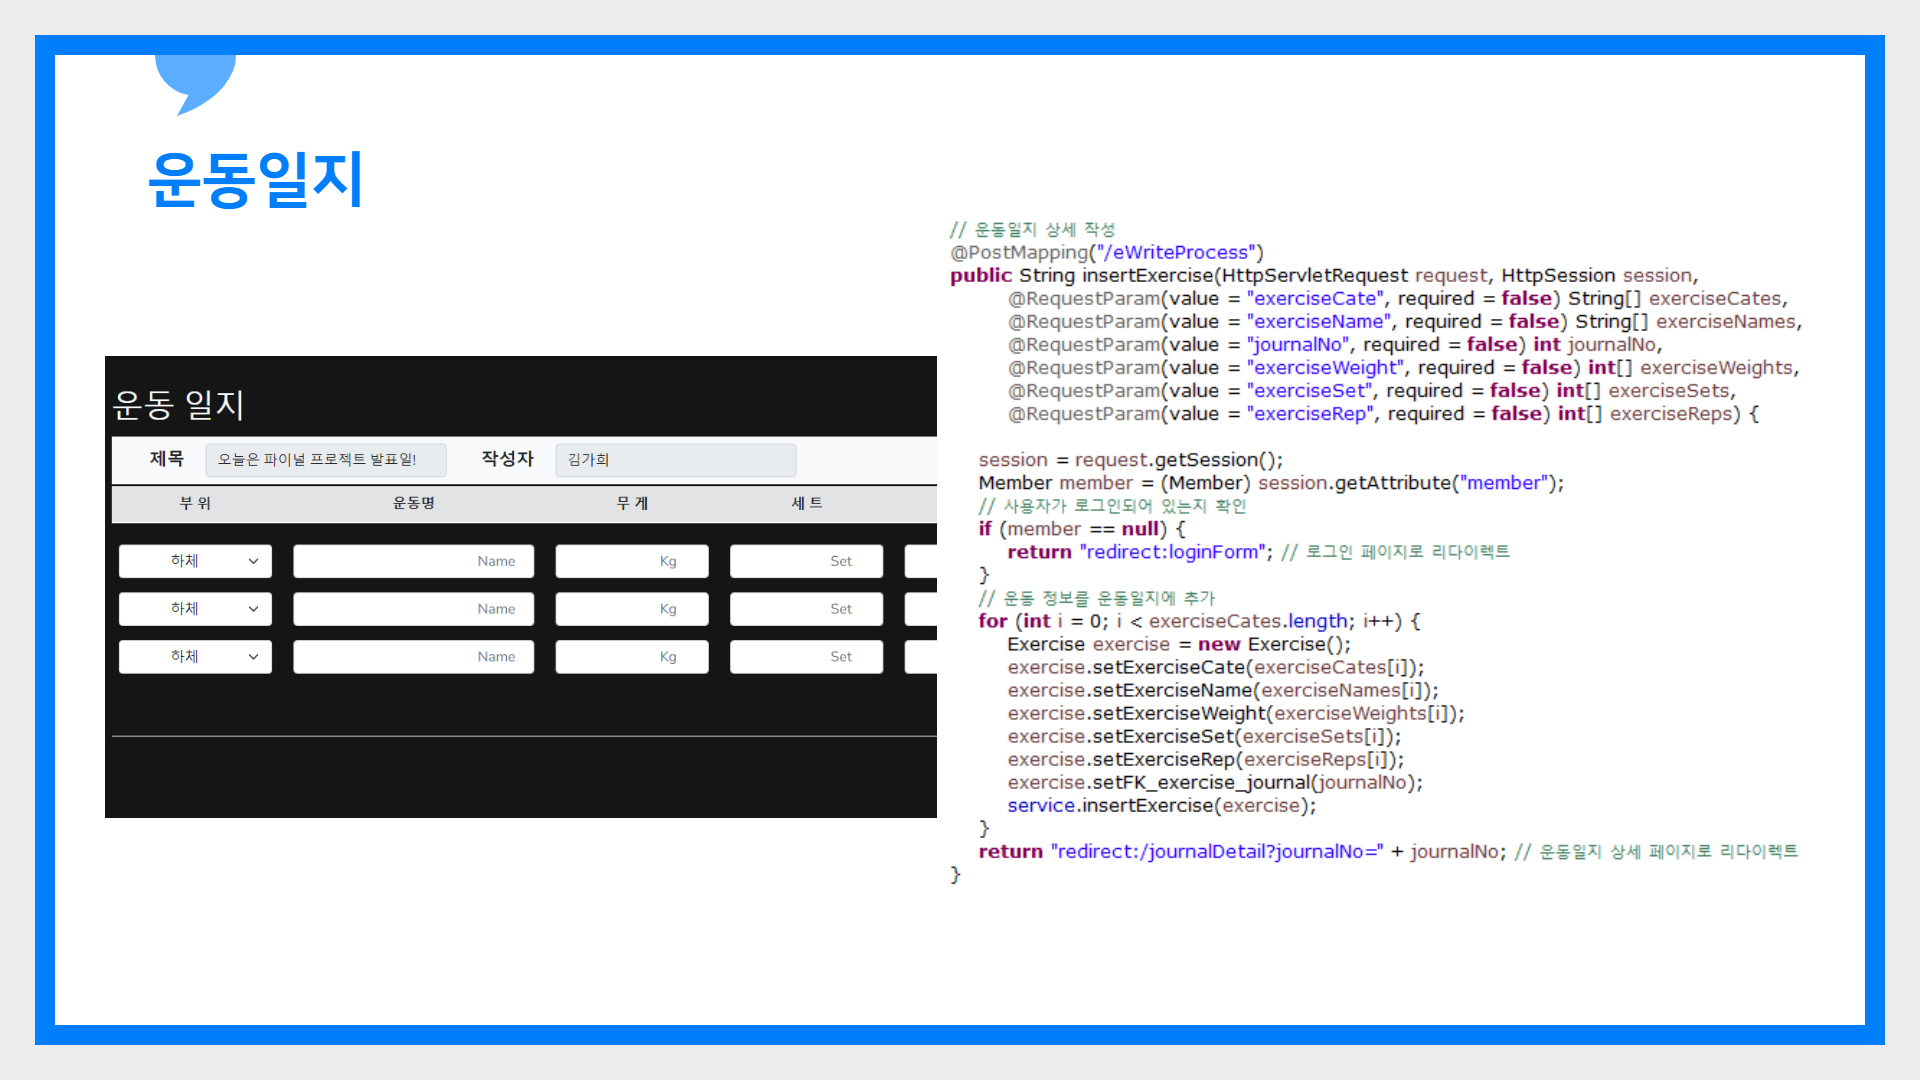 운동일지
운동 일지
제목 오늘은 파이널 프로젝트 발표일! 작성자 김가희
부 위 운동명 무 게 세 트
하체 Name Kg Set
하체 Name Kg Set
하체 Name Kg Set
// 운동일지 상세 작성
@PostMapping("/eWriteProcess")
public String insertExercise(HttpServletRequest request, HttpSession session,
@RequestParam(value = "exerciseCate", required = false) String[] exerciseCates,
@RequestParam(value = "exerciseName", required = false) String[] exerciseNames,
@RequestParam(value = "journalNo", required = false) int journalNo,
@RequestParam(value = "exerciseWeight", required = false) int[] exerciseWeights,
@RequestParam(value = "exerciseSet", required = false) int[] exerciseSets,
@RequestParam(value = "exerciseRep", required = false) int[] exerciseReps) {
session = request.getSession();
Member member = (Member) session.getAttribute("member");
// 사용자가 로그인되어 있는지 확인
if (member == null) {
return "redirect:loginForm"; // 로그인 페이지로 리다이렉트
}
// 운동 정보를 운동일지에 추가
for (int i = 0; i < exerciseCates.length; i++) {
Exercise exercise = new Exercise();
exercise.setExerciseCate(exerciseCates[i]);
exercise.setExerciseName(exerciseNames[i]);
exercise.setExerciseWeight(exerciseWeights[i]);
exercise.setExerciseSet(exerciseSets[i]);
exercise.setExerciseRep(exerciseReps[i]);
exercise.setFK_exercise_journal(journalNo);
service.insertExercise(exercise);
}
return "redirect:/journalDetail?journalNo=" + journalNo; // 운동일지 상세 페이지로 리다이렉트
}